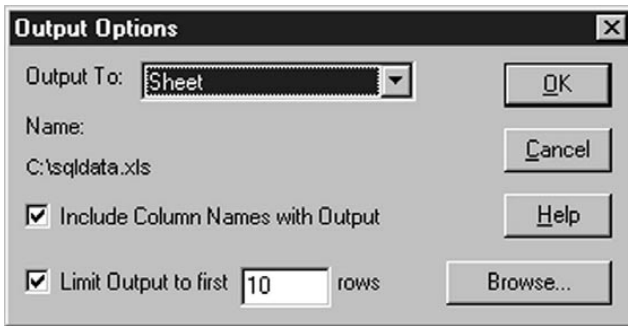 Output Options
Output To: Sheet
OK
Name:
C:\sqldata.xls
Cancel
Include Column Names with Output
Help
Limit Output to first 10 rows
Browse...